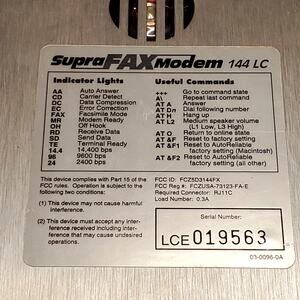 SupraFAXModem 144 LC
Indicator Lights
AA Auto Answer
CD Carrier Detect
DC Data Compression
EC Error Correction
FAX Facsimile Mode
MR Modem Ready
OH Off Hook
RD Receive Data
SD Send Data
TE Terminal Ready
14.4 14,400 bps
96 9600 bps
24 2400 bps
Useful Commands
+++ Go to command state
A\ Repeat last command
AT A Answer
AT Dn Dial following number
AT H Hang up
AT L2 Medium speaker volume
(L1 Low, L3 High)
AT O Return to online state
AT &F Reset to factory setting
AT &F1 Reset to AutoReliable
factory setting (Macintosh)
AT &F2 Reset to AutoReliable
factory setting (all other)
This device complies with Part 15 of the
FCC rules. Operation is subject to the
following conditions:
(1) This device may not cause harmful
interference.
(2) This device must accept any interference
received including interference
that may cause undesired
operations.
FCC ID: FCZ5D3144FX
FCC Reg #: FCZUSA-73123-FA-E
Required Connector: RJ11C
Load Number: 0.3A
Serial Number:
LCE019563
03-0096-0A